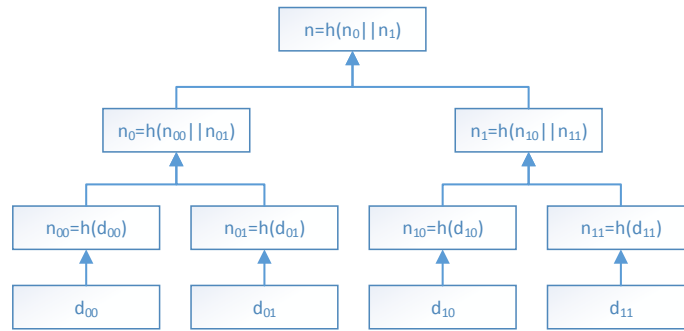 n=h(n₀||n₁)
n₀=h(n₀₀||n₀₁)
n₁=h(n₁₀||n₁₁)
n₀₀=h(d₀₀)
n₀₁=h(d₀₁)
n₁₀=h(d₁₀)
n₁₁=h(d₁₁)
d₀₀
d₀₁
d₁₀
d₁₁